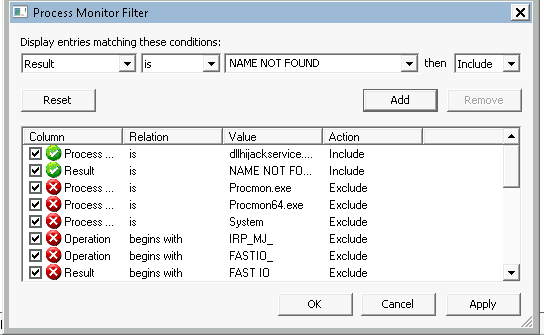 Process Monitor Filter
Display entries matching these conditions:
Result is NAME NOT FOUND then Include
Reset Add Remove
Column Relation Value Action
Process ... is dllhijackservice.... Include
Result is NAME NOT FO... Include
Process ... is Procmon.exe Exclude
Process ... is Procmon64.exe Exclude
Process ... is System Exclude
Operation begins with IRP_MJ_ Exclude
Operation begins with FASTIO_ Exclude
Result begins with FAST IO Exclude
OK Cancel Apply